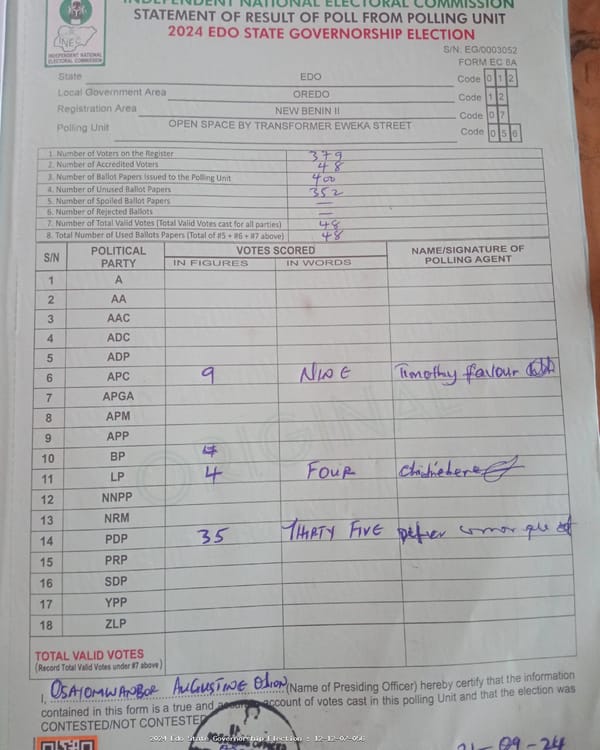 INDEPENDENT NATIONAL ELECTORAL COMMISSION
STATEMENT OF RESULT OF POLL FROM POLLING UNIT
2024 EDO STATE GOVERNORSHIP ELECTION
INEC
INDEPENDENT NATIONAL
ELECTORAL COMMISSION
S/N: EG/0003052
FORM EC 8A
State EDO Code 0 1 2
Local Government Area OREDO Code 1 2
Registration Area NEW BENIN II Code 0 7
Polling Unit OPEN SPACE BY TRANSFORMER EWEKA STREET Code 0 5 6
1. Number of Voters on the Register 379
2. Number of Accredited Voters 48
3. Number of Ballot Papers Issued to the Polling Unit 400
4. Number of Unused Ballot Papers 352
5. Number of Spoiled Ballot Papers —
6. Number of Rejected Ballots —
7. Number of Total Valid Votes (Total Valid Votes cast for all parties) 48
8. Total Number of Used Ballots Papers (Total of #5 + #6 + #7 above) 48
S/N POLITICAL PARTY VOTES SCORED NAME/SIGNATURE OF POLLING AGENT
IN FIGURES IN WORDS
1 A
2 AA
3 AAC
4 ADC
5 ADP
6 APC 9 NINE Timothy favour
7 APGA
8 APM
9 APP
10 BP
11 LP 4 FOUR
12 NNPP
13 NRM
14 PDP 35 THIRTY FIVE
15 PRP
16 SDP
17 YPP
18 ZLP
ORIGINAL
TOTAL VALID VOTES
(Record Total Valid Votes under #7 above)
I, OSAYOMWANBOR AUGUSTINE (Name of Presiding Officer) hereby certify that the information
contained in this form is a true and account of votes cast in this polling Unit and that the election was
CONTESTED/NOT CONTESTED
2024 Edo State Governorship Election : 12-12-07-056
-09-24